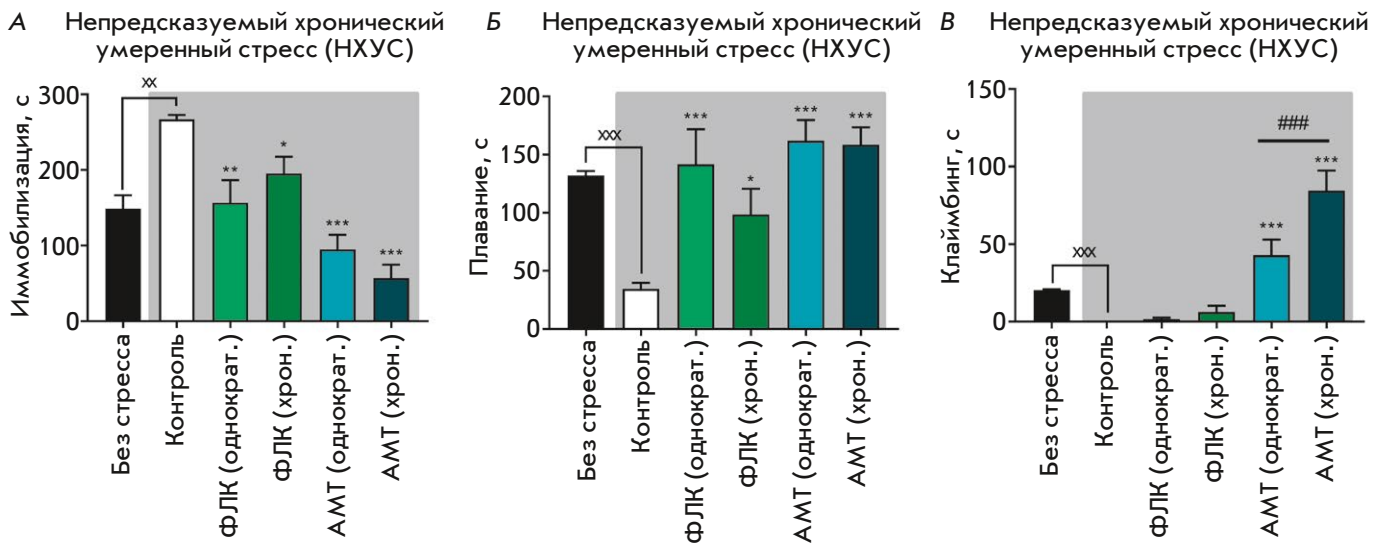 А Непредсказуемый хронический
умеренный стресс (НХУС)
Иммобилизация, с
300
200
100
0
xx
**
*
***
***
Без стресса
Контроль
ФЛК (однократ.)
ФЛК (хрон.)
АМТ (однократ.)
АМТ (хрон.)
Б Непредсказуемый хронический
умеренный стресс (НХУС)
Плавание, с
200
150
100
50
0
xxx
***
*
***
***
Без стресса
Контроль
ФЛК (однократ.)
ФЛК (хрон.)
АМТ (однократ.)
АМТ (хрон.)
В Непредсказуемый хронический
умеренный стресс (НХУС)
Клаймбинг, с
150
100
50
0
xxx
###
***
***
Без стресса
Контроль
ФЛК (однократ.)
ФЛК (хрон.)
АМТ (однократ.)
АМТ (хрон.)